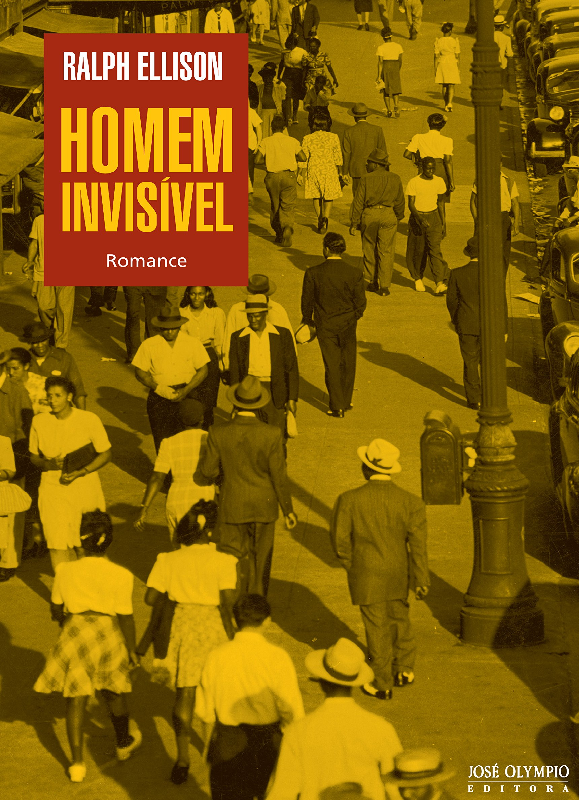 RALPH ELLISON
HOMEM
INVISÍVEL
Romance
JOSÉ OLYMPIO
EDITORA